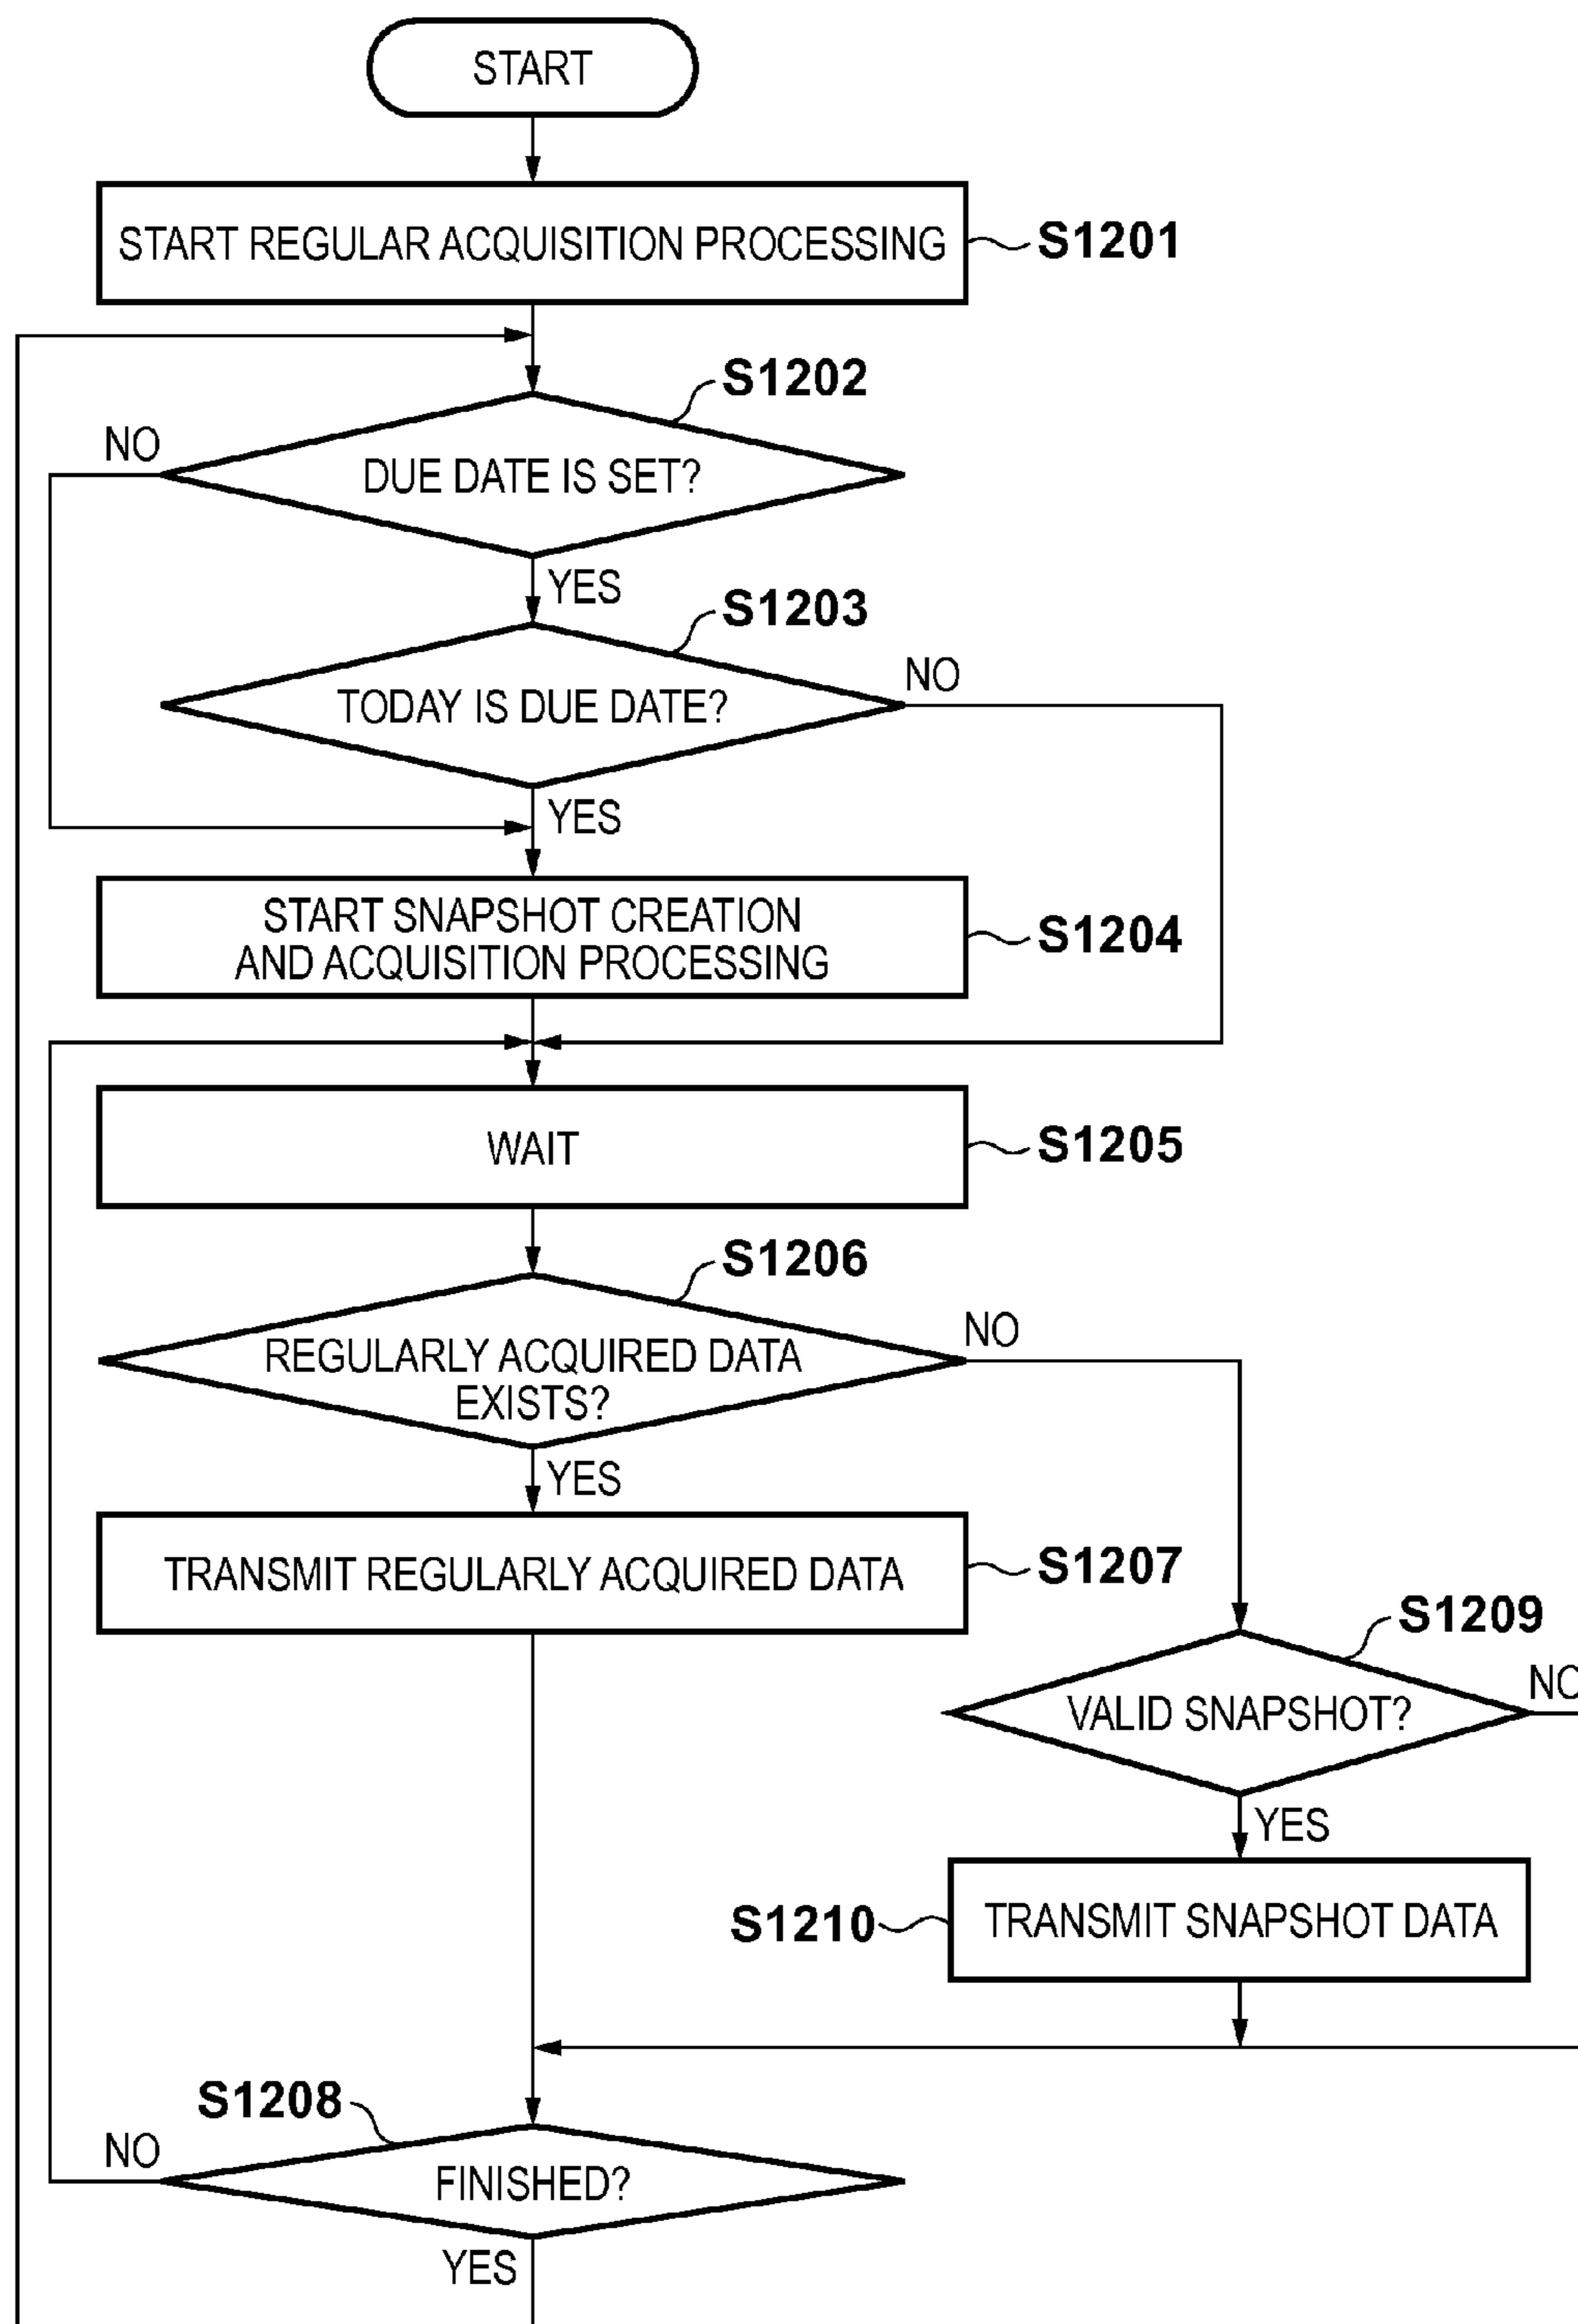 START
START REGULAR ACQUISITION PROCESSING
S1201
S1202
NO
DUE DATE IS SET?
YES
S1203
NO
TODAY IS DUE DATE?
YES
START SNAPSHOT CREATION
AND ACQUISITION PROCESSING
S1204
WAIT
S1205
S1206
NO
REGULARLY ACQUIRED DATA
EXISTS?
YES
TRANSMIT REGULARLY ACQUIRED DATA
S1207
S1209
NO
VALID SNAPSHOT?
YES
S1210
TRANSMIT SNAPSHOT DATA
S1208
NO
FINISHED?
YES